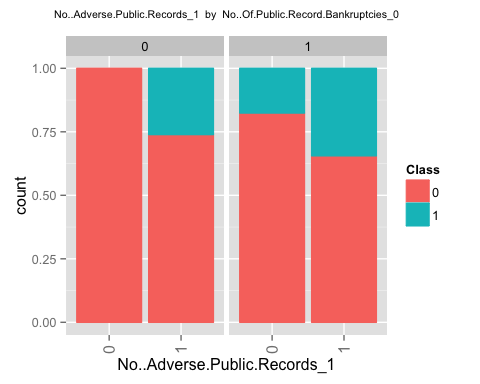 No..Adverse.Public.Records_1 by No..Of.Public.Record.Bankruptcies_0
0 1
1.00
0.75
0.50
0.25
0.00
count
0 1 0 1
No..Adverse.Public.Records_1
Class
0
1